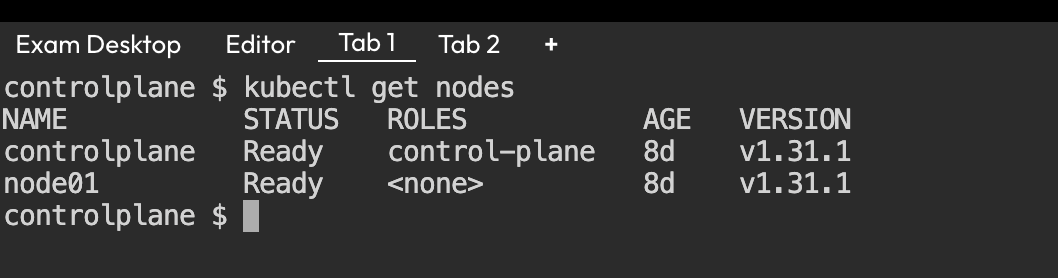 Exam Desktop Editor Tab 1 Tab 2 +
controlplane $ kubectl get nodes
NAME STATUS ROLES AGE VERSION
controlplane Ready control-plane 8d v1.31.1
node01 Ready <none> 8d v1.31.1
controlplane $